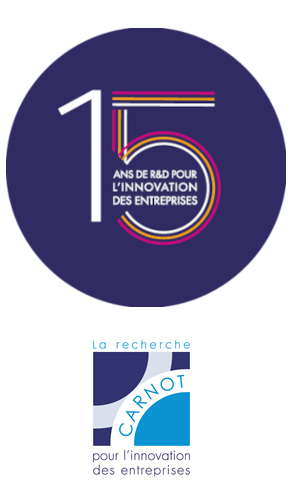 15
ANS DE R&D POUR
L'INNOVATION
DES ENTREPRISES
La recherche
CARNOT
pour l'innovation
des entreprises